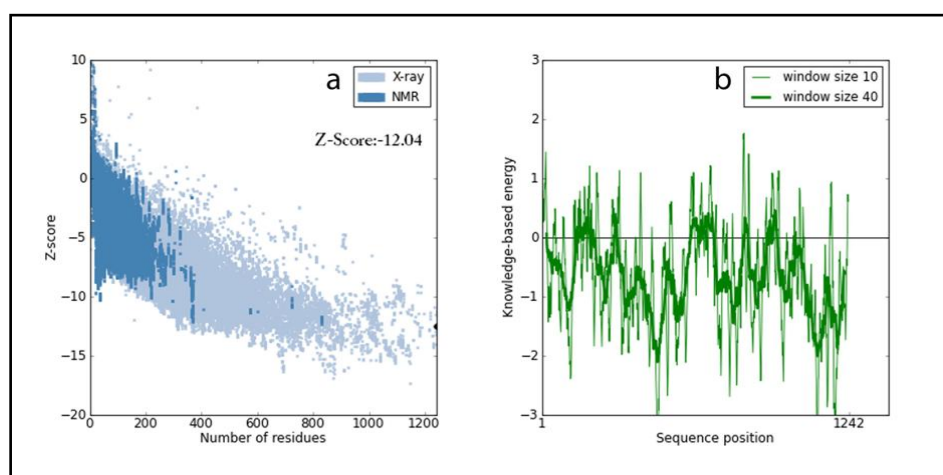 a
X-ray
NMR
Z-Score:-12.04
10
5
0
−5
−10
−15
−20
Z-score
0 200 400 600 800 1000 1200
Number of residues
b
window size 10
window size 40
3
2
1
0
−1
−2
−3
Knowledge-based energy
1 1242
Sequence position